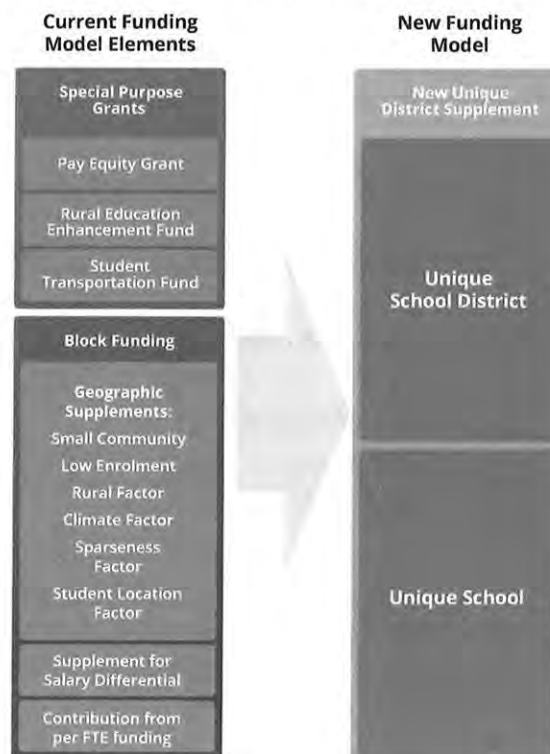 Current Funding
Model Elements
Special Purpose
Grants
Pay Equity Grant
Rural Education
Enhancement Fund
Student
Transportation Fund
Block Funding
Geographic
Supplements:
Small Community
Low Enrolment
Rural Factor
Climate Factor
Sparseness
Factor
Student Location
Factor
Supplement for
Salary Differential
Contribution from
per FTE funding
New Funding
Model
New Unique
District Supplement
Unique
School District
Unique School